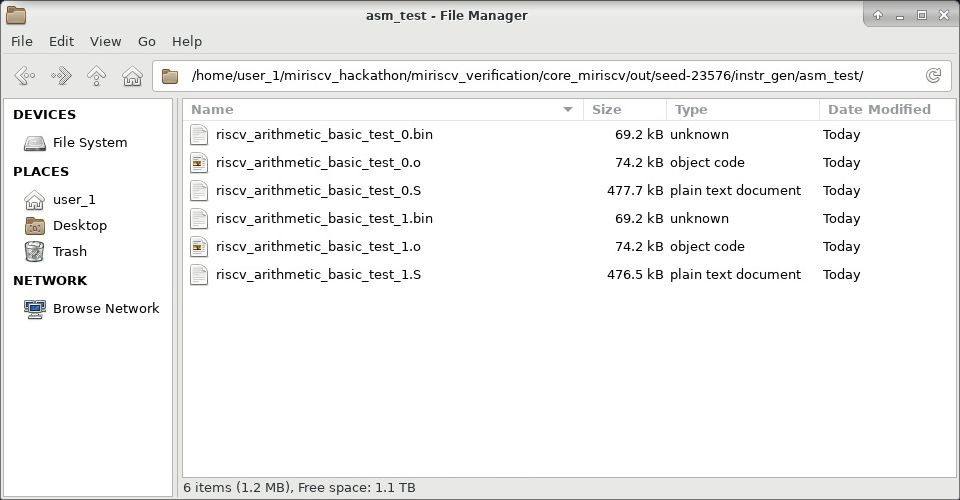 asm_test - File Manager
File Edit View Go Help
/home/user_1/miriscv_hackathon/miriscv_verification/core_miriscv/out/seed-23576/instr_gen/asm_test/
DEVICES
File System
PLACES
user_1
Desktop
Trash
NETWORK
Browse Network
Name Size Type Date Modified
riscv_arithmetic_basic_test_0.bin 69.2 kB unknown Today
riscv_arithmetic_basic_test_0.o 74.2 kB object code Today
riscv_arithmetic_basic_test_0.S 477.7 kB plain text document Today
riscv_arithmetic_basic_test_1.bin 69.2 kB unknown Today
riscv_arithmetic_basic_test_1.o 74.2 kB object code Today
riscv_arithmetic_basic_test_1.S 476.5 kB plain text document Today
6 items (1.2 MB), Free space: 1.1 TB